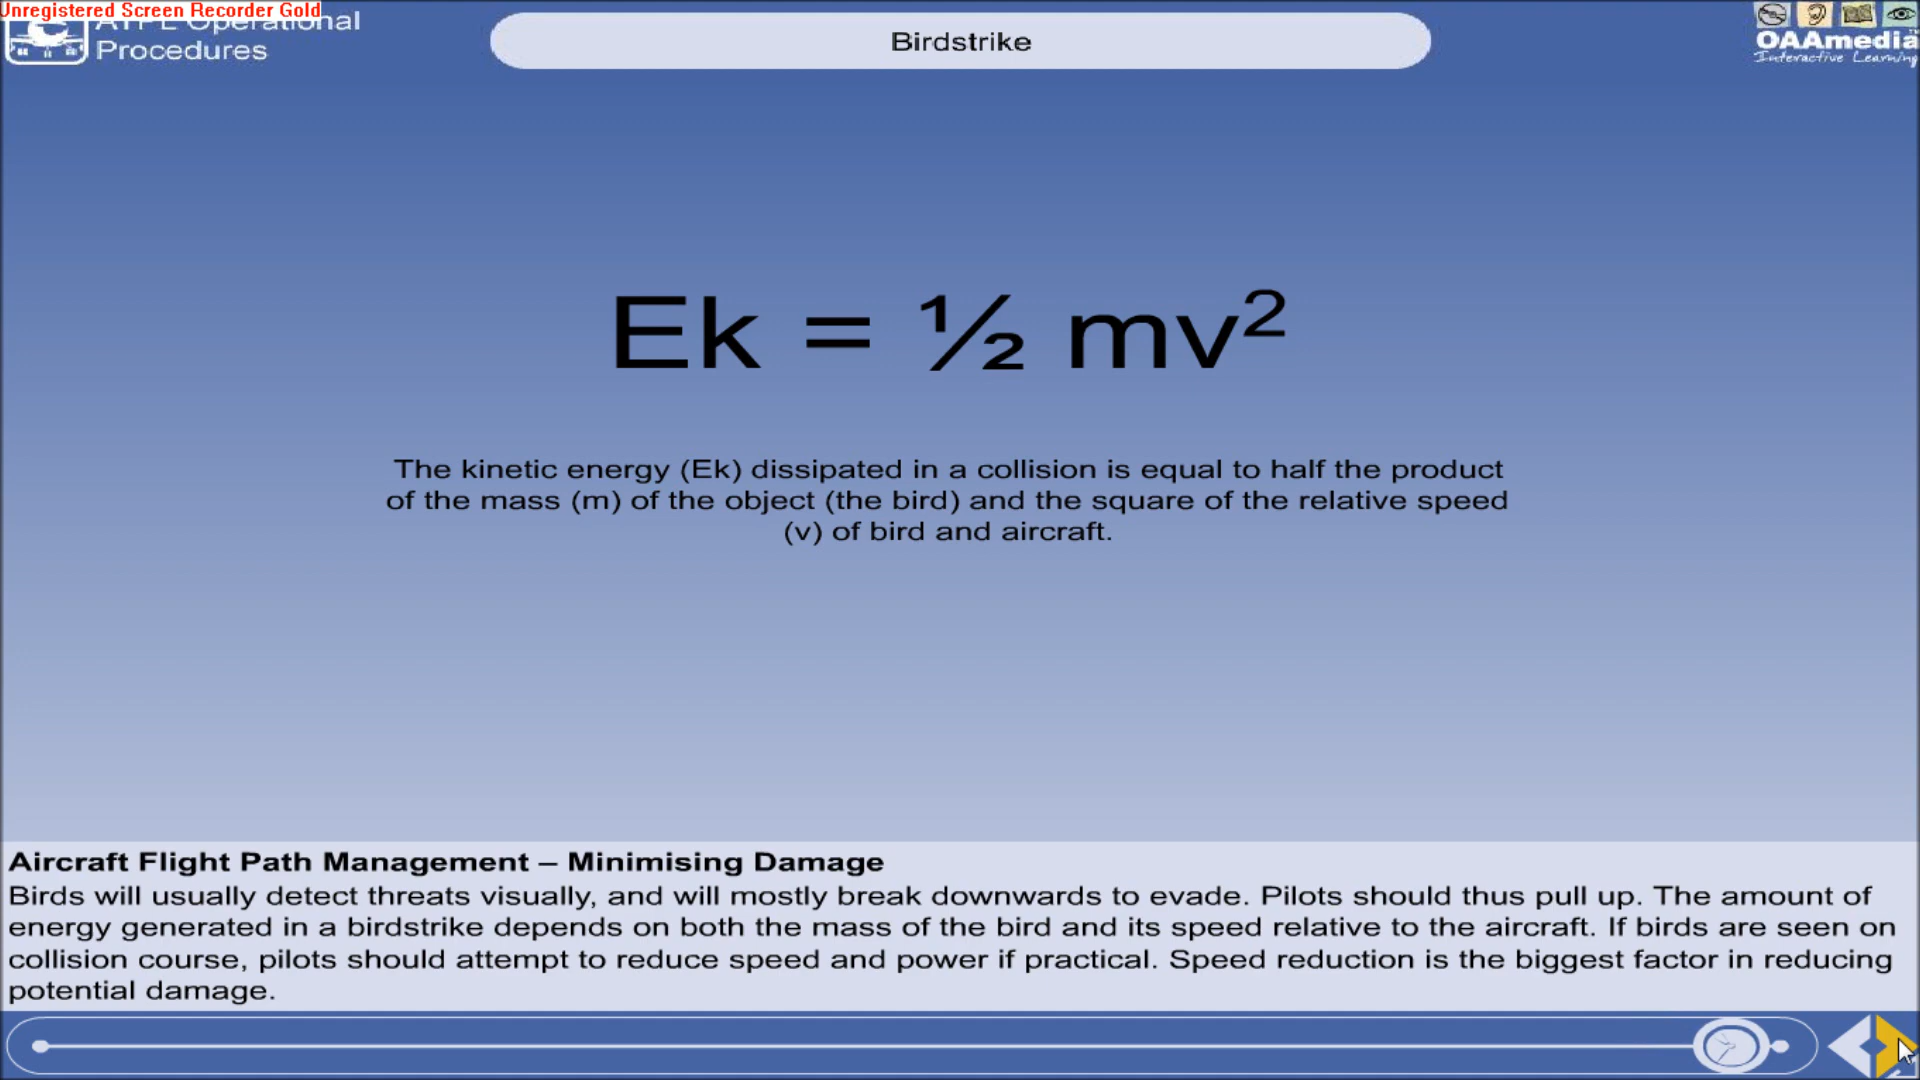 Unregistered Screen Recorder Gold
ATPL Operational
Procedures
Birdstrike
OAAmedia
Interactive Learning
Ek = ½ mv²
The kinetic energy (Ek) dissipated in a collision is equal to half the product
of the mass (m) of the object (the bird) and the square of the relative speed
(v) of bird and aircraft.
Aircraft Flight Path Management – Minimising Damage
Birds will usually detect threats visually, and will mostly break downwards to evade. Pilots should thus pull up. The amount of
energy generated in a birdstrike depends on both the mass of the bird and its speed relative to the aircraft. If birds are seen on
collision course, pilots should attempt to reduce speed and power if practical. Speed reduction is the biggest factor in reducing
potential damage.